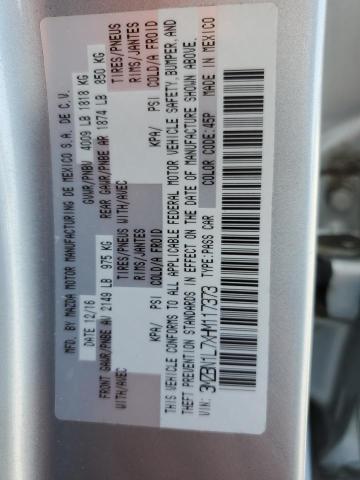 MFD. BY MAZDA MOTOR MANUFACTURING DE MEXICO S.A. DE C.V.
DATE 12/16 GVWR/PNBV 4009 LB 1818 KG
FRONT GAWR/PNBE AV 2149 LB 975 KG REAR GAWR/PNBE AR 1874 LB 850 KG
WITH/AVEC TIRES/PNEUS WITH/AVEC TIRES/PNEUS
RIMS/JANTES RIMS/JANTES
KPA/ PSI COLD/A FROID KPA/ PSI COLD/A FROID
THIS VEHICLE CONFORMS TO ALL APPLICABLE FEDERAL MOTOR VEHICLE SAFETY, BUMPER, AND
THEFT PREVENTION STANDARDS IN EFFECT ON THE DATE OF MANUFACTURE SHOWN ABOVE.
VIN: 3MZBN1L7XHM117373 TYPE:PASS CAR COLOR CODE:45P MADE IN MEXICO